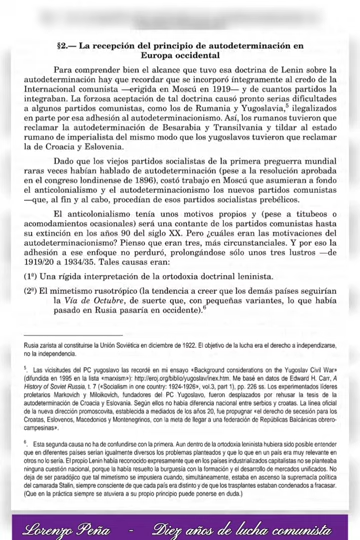 §2.— La recepción del principio de autodeterminación en
Europa occidental
Para comprender bien el alcance que tuvo esa doctrina de Lenin sobre la
autodeterminación hay que recordar que se incorporó íntegramente al credo de la
Internacional comunista —erigida en Moscú en 1919— y de cuantos partidos la
integraban. La forzosa aceptación de tal doctrina causó pronto serias dificultades
a algunos partidos comunistas, como los de Rumania y Yugoslavia,⁵ ilegalizados
en parte por esa adhesión al autodeterminacionismo. Así, los rumanos tuvieron que
reclamar la autodeterminación de Besarabia y Transilvania y tildar al estado
rumano de imperialista del mismo modo que los yugoslavos tuvieron que reclamar
la de Croacia y Eslovenia.
Dado que los viejos partidos socialistas de la primera preguerra mundial
raras veces habían hablado de autodeterminación (pese a la resolución aprobada
en el congreso londinense de 1896), costó trabajo en Moscú que asumieran a fondo
el anticolonialismo y el autodeterminacionismo los nuevos partidos comunistas
—que, al fin y al cabo, procedían de esos partidos socialistas prebélicos.
El anticolonialismo tenía unos motivos propios y (pese a titubeos o
acomodamientos ocasionales) será una constante de los partidos comunistas hasta
su extinción en los años 90 del siglo XX. Pero ¿cuáles eran las motivaciones del
autodeterminacionismo? Pienso que eran tres, más circunstanciales. Y por eso la
adhesión a ese enfoque no perduró, prolongándose sólo unos tres lustros —de
1919/20 a 1934/35. Tales causas eran:
(1ª) Una rígida interpretación de la ortodoxia doctrinal leninista.
(2ª) El mimetismo rusotrópico (la tendencia a creer que los demás países seguirían
la Vía de Octubre, de suerte que, con pequeñas variantes, lo que había
pasado en Rusia pasaría en occidente).⁶
Rusia zarista al constituirse la Unión Soviética en diciembre de 1922. El objetivo de la lucha era el derecho a independizarse,
no la independencia.
5. Las vicisitudes del PC yugoslavo las recordé en mi ensayo «Background considerations on the Yugoslav Civil War»
(difundida en 1995 en la lista «marxism»): http://eroj.org/biblio/yugoslav/inex.htm. Me basé en datos de Edward H. Carr, A
History of Soviet Russia, t. 7 («Socialism in one country: 1924-1926», vol.3, part 1), pp. 226 ss. Los experimentados líderes
proletarios Markovich y Miloikovich, fundadores del PC Yugoslavo, fueron desplazados por rehusar la tesis de la
autodeterminación de Croacia y Eslovenia. Según ellos no había diferencia nacional entre serbios y croatas. La línea oficial
de la nueva dirección promoscovita, establecida a mediados de los años 20, fue propugnar «el derecho de secesión para los
Croatas, Eslovenos, Macedonios y Montenegrinos, con la meta de llegar a una federación de Repúblicas Balcánicas obrero-
campesinas».
6. Esta segunda causa no ha de confundirse con la primera. Aun dentro de la ortodoxia leninista hubiera sido posible entender
que en diferentes países serían igualmente diversos los problemas planteados y que lo que en un país era muy relevante en
otros no lo sería. El propio Lenin había reconocido expresamente que en los países industrializados capitalistas no se planteaba
ninguna cuestión nacional, porque la había resuelto la burguesía con la formación y el desarrollo de mercados unificados. No
deja de ser paradójico que tal mimetismo se impusiera cuando, simultáneamente, estaba en ascenso la supremacía política
del camarada Stalin, siempre consciente de que cada país era distinto y de que los trasplantes estaban condenados a fracasar.
(Que en la práctica siempre se atuviera a su propio principio puede ponerse en duda.)
Lorenzo Peña - Diez años de lucha comunista